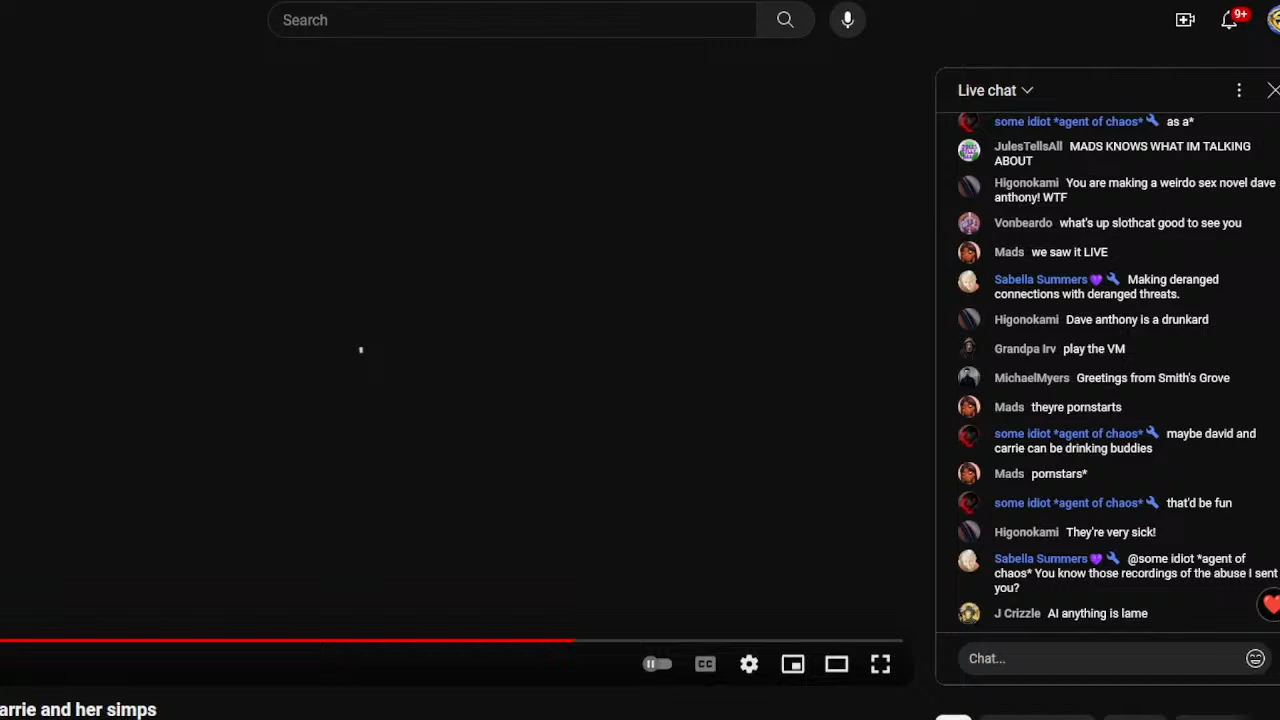 Search
9+
Live chat
some idiot *agent of chaos* as a*
JulesTellsAll MADS KNOWS WHAT IM TALKING
ABOUT
Higonokami You are making a weirdo sex novel dave
anthony! WTF
Vonbeardo what's up slothcat good to see you
Mads we saw it LIVE
Sabella Summers💜 Making deranged
connections with deranged threats.
Higonokami Dave anthony is a drunkard
Grandpa Irv play the VM
MichaelMyers Greetings from Smith's Grove
Mads theyre pornstarts
some idiot *agent of chaos* maybe david and
carrie can be drinking buddies
Mads pornstars*
some idiot *agent of chaos* that'd be fun
Higonokami They're very sick!
Sabella Summers💜 @some idiot *agent of
chaos* You know those recordings of the abuse I sent
you?
J Crizzle AI anything is lame
Chat...
CC
arrie and her simps